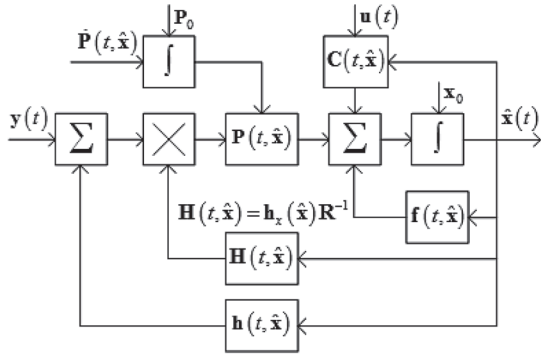 𝐏₀
𝐮(t)
𝐏̇(t,𝐱̂)
∫
𝐂(t,𝐱̂)
𝐱₀
𝐲(t)
∑
×
𝐏(t,𝐱̂)
∑
∫
𝐱̂(t)
𝐇(t,𝐱̂)=𝐡ₓ(𝐱̂)𝐑⁻¹
𝐟(t,𝐱̂)
𝐇(t,𝐱̂)
𝐡(t,𝐱̂)